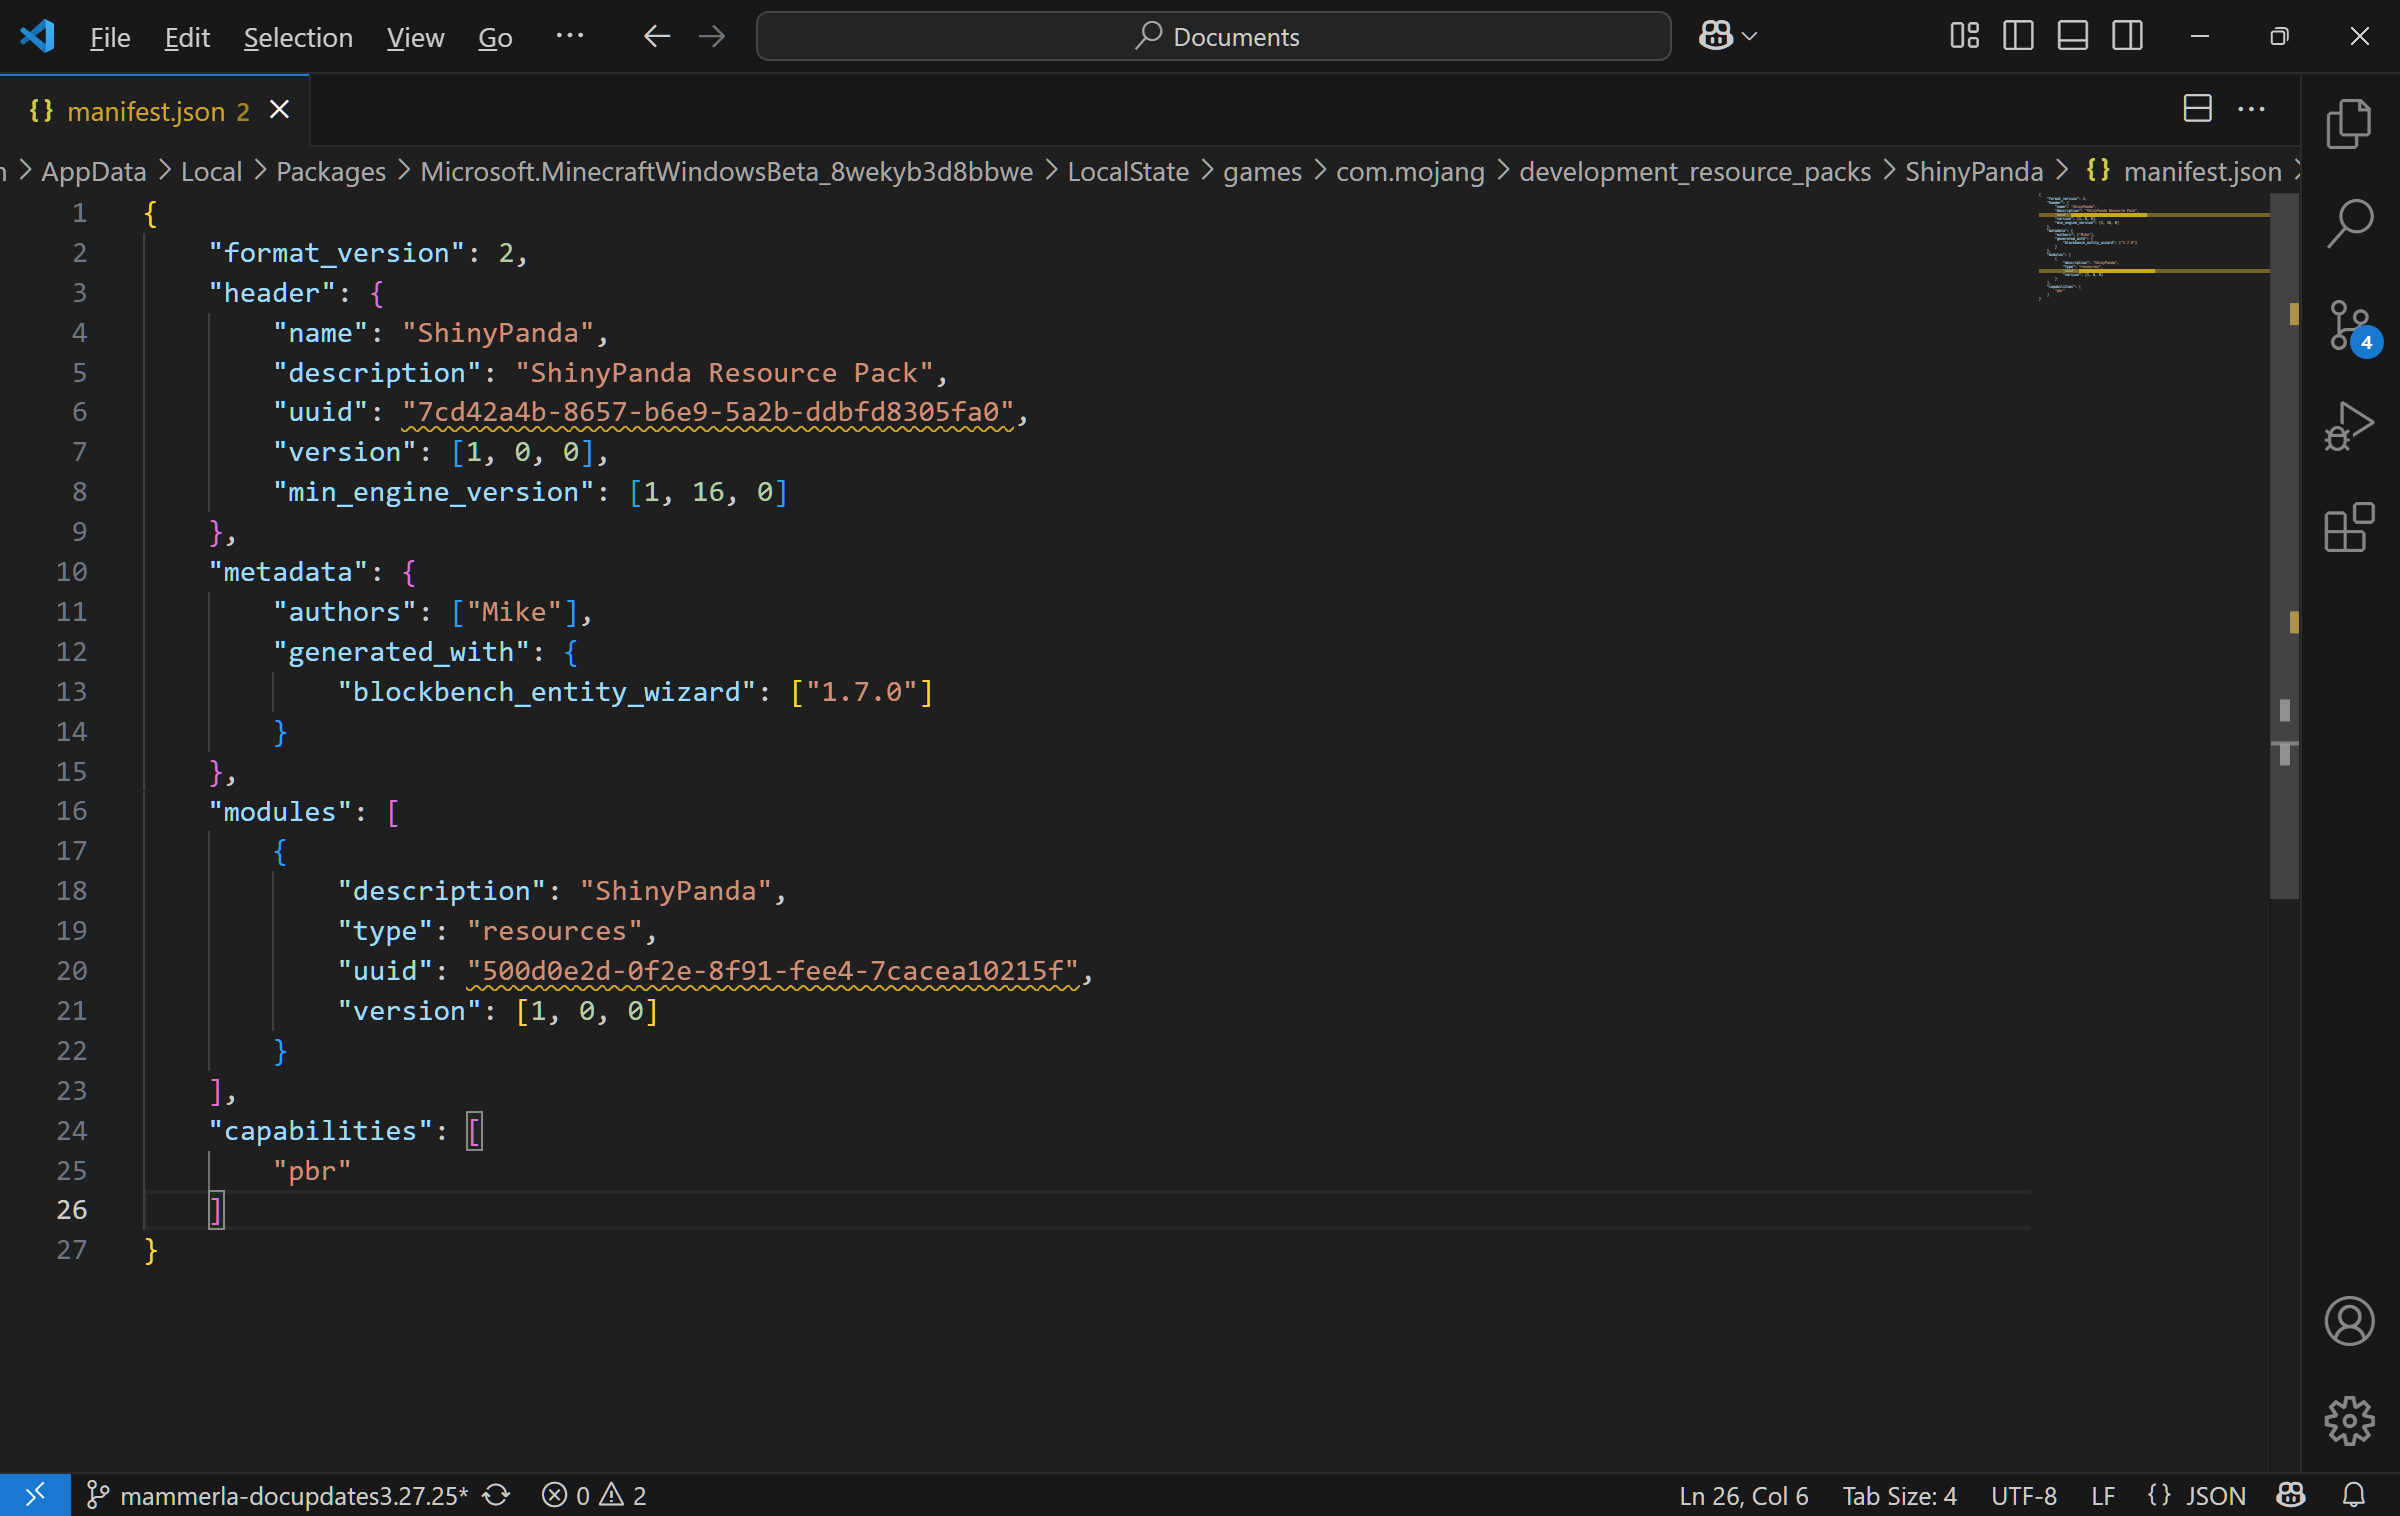 File Edit Selection View Go ··· Documents
manifest.json 2
AppData > Local > Packages > Microsoft.MinecraftWindowsBeta_8wekyb3d8bbwe > LocalState > games > com.mojang > development_resource_packs > ShinyPanda > {} manifest.json >
1 {
2 "format_version": 2,
3 "header": {
4 "name": "ShinyPanda",
5 "description": "ShinyPanda Resource Pack",
6 "uuid": "7cd42a4b-8657-b6e9-5a2b-ddbfd8305fa0",
7 "version": [1, 0, 0],
8 "min_engine_version": [1, 16, 0]
9 },
10 "metadata": {
11 "authors": ["Mike"],
12 "generated_with": {
13 "blockbench_entity_wizard": ["1.7.0"]
14 }
15 },
16 "modules": [
17 {
18 "description": "ShinyPanda",
19 "type": "resources",
20 "uuid": "500d0e2d-0f2e-8f91-fee4-7cacea10215f",
21 "version": [1, 0, 0]
22 }
23 ],
24 "capabilities": [
25 "pbr"
26 ]
27 }
4
mammerla-docupdates3.27.25* 0 2 Ln 26, Col 6 Tab Size: 4 UTF-8 LF {} JSON